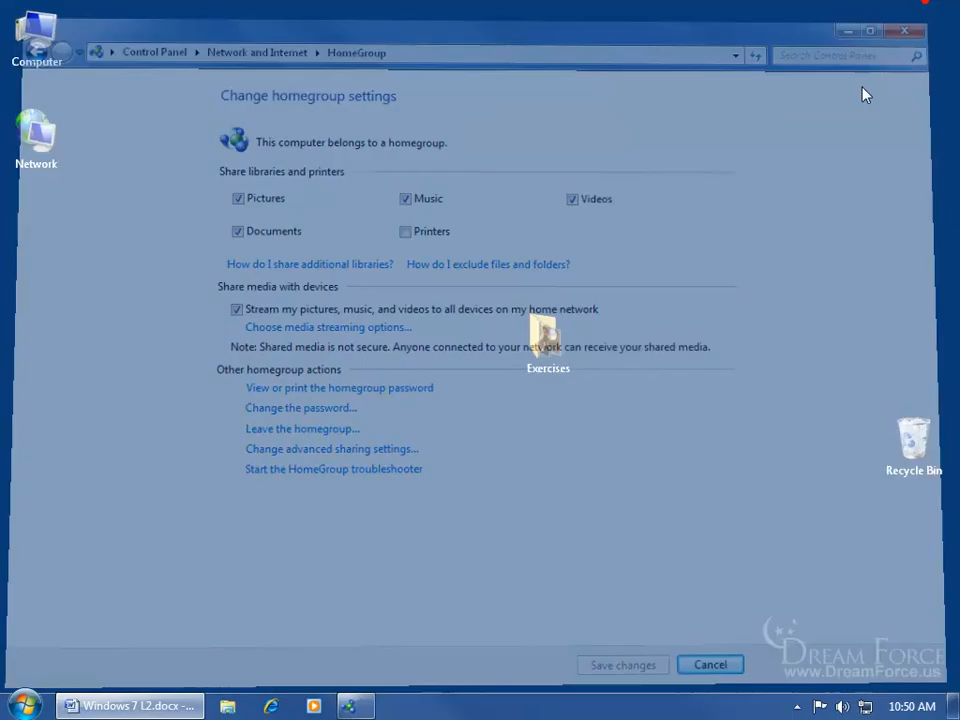 Computer
Control Panel
Network and Internet
HomeGroup
Search Control Panel
Change homegroup settings
This computer belongs to a homegroup.
Network
Share libraries and printers
Pictures
Music
Videos
Documents
Printers
How do I share additional libraries?
How do I exclude files and folders?
Share media with devices
Stream my pictures, music, and videos to all devices on my home network
Choose media streaming options...
Note: Shared media is not secure. Anyone connected to your network can receive your shared media.
Exercises
Other homegroup actions
View or print the homegroup password
Change the password...
Leave the homegroup...
Change advanced sharing settings...
Start the HomeGroup troubleshooter
Recycle Bin
Save changes
Cancel
DREAM FORCE
www.DreamForce.us
Windows 7 L2.docx -...
10:50 AM